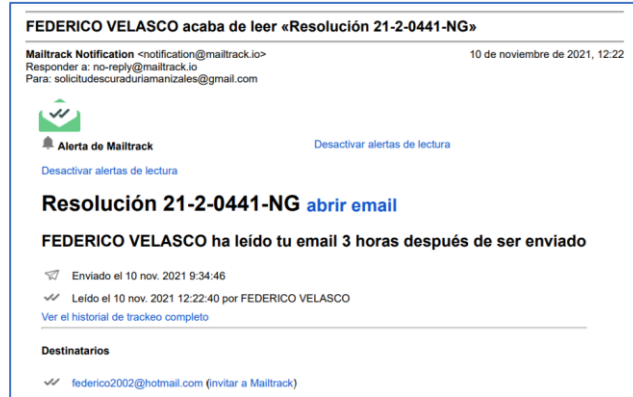 FEDERICO VELASCO acaba de leer «Resolución 21-2-0441-NG»
Mailtrack Notification <notification@mailtrack.io> 10 de noviembre de 2021, 12:22
Responder a: no-reply@mailtrack.io
Para: solicitudescuraduriamanizales@gmail.com
Alerta de Mailtrack Desactivar alertas de lectura
Desactivar alertas de lectura
Resolución 21-2-0441-NG abrir email
FEDERICO VELASCO ha leído tu email 3 horas después de ser enviado
Enviado el 10 nov. 2021 9:34:46
Leído el 10 nov. 2021 12:22:40 por FEDERICO VELASCO
Ver el historial de trackeo completo
Destinatarios
federico2002@hotmail.com (invitar a Mailtrack)